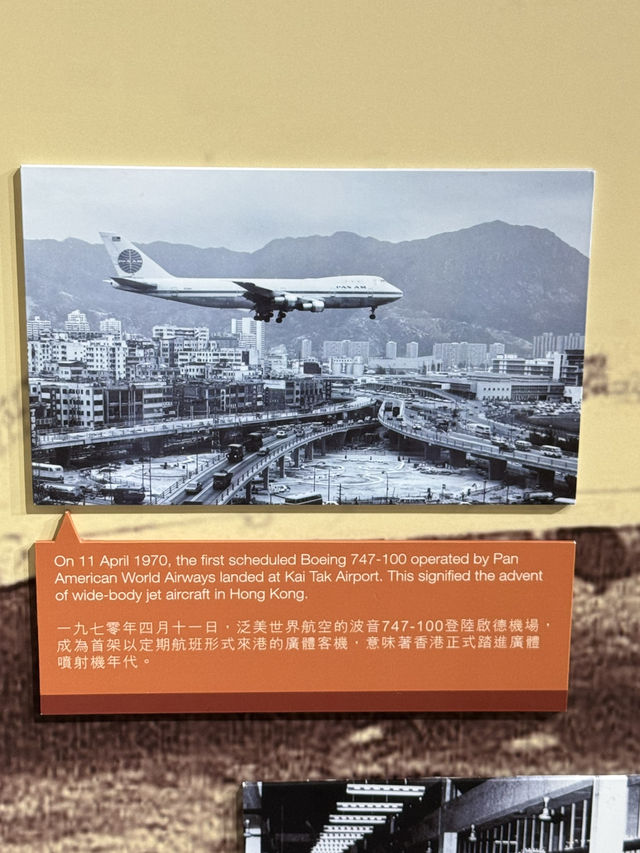 PAN AM
PAN AM
On 11 April 1970, the first scheduled Boeing 747-100 operated by Pan
American World Airways landed at Kai Tak Airport. This signified the advent
of wide-body jet aircraft in Hong Kong.
一九七零年四月十一日，泛美世界航空的波音747-100登陸啟德機場，
成為首架以定期航班形式來港的廣體客機，意味著香港正式踏進廣體
噴射機年代。